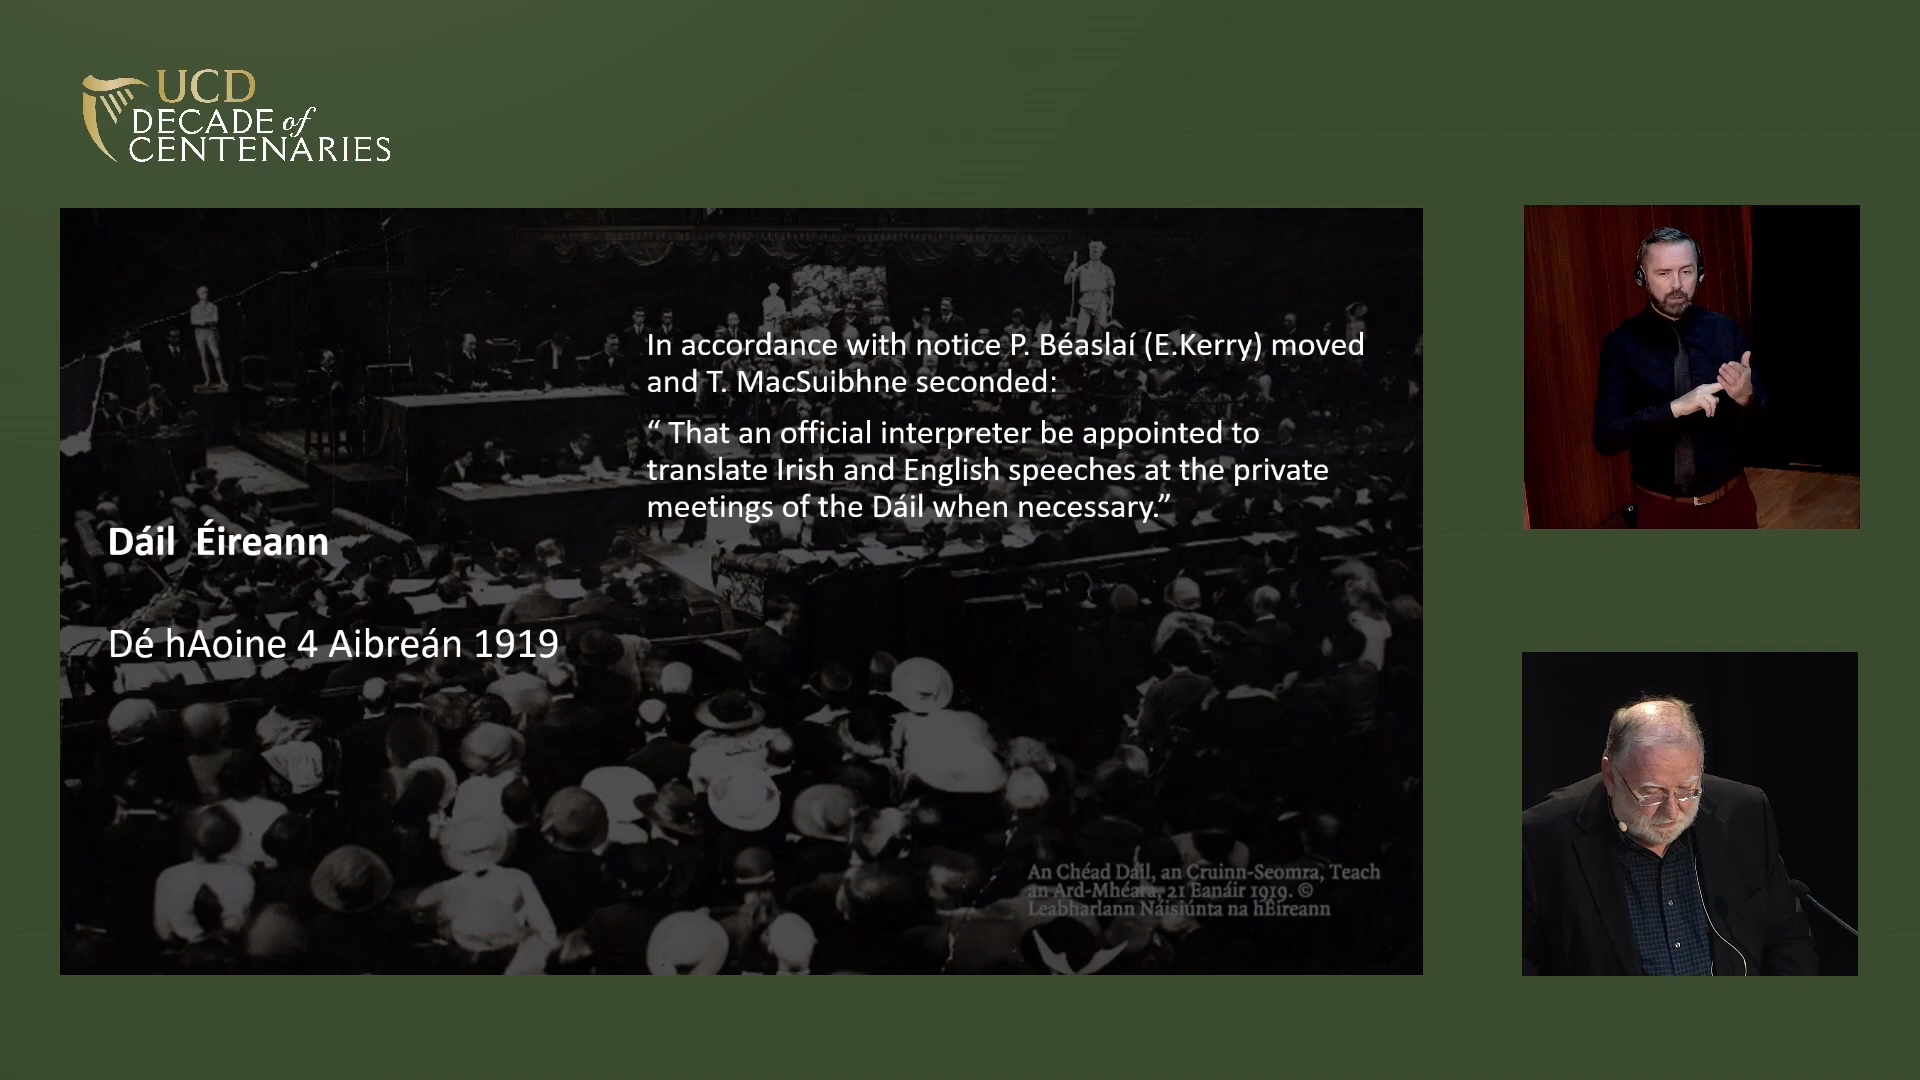 UCD
DECADE of
CENTENARIES
In accordance with notice P. Béaslaí (E.Kerry) moved
and T. MacSuibhne seconded:
“ That an official interpreter be appointed to
translate Irish and English speeches at the private
meetings of the Dáil when necessary.”
Dáil Éireann
Dé hAoine 4 Aibreán 1919
An Chéad Dáil, an Cruinn-Seomra, Teach
an Ard-Mhéara, 21 Eanáir 1919. ©
Leabharlann Náisiúnta na hÉireann